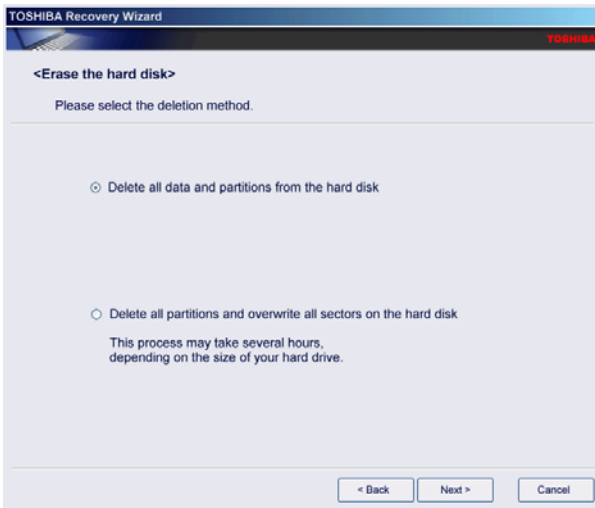 TOSHIBA Recovery Wizard
TOSHIBA
<Erase the hard disk>
Please select the deletion method.
Delete all data and partitions from the hard disk
Delete all partitions and overwrite all sectors on the hard disk
This process may take several hours,
depending on the size of your hard drive.
< Back
Next >
Cancel